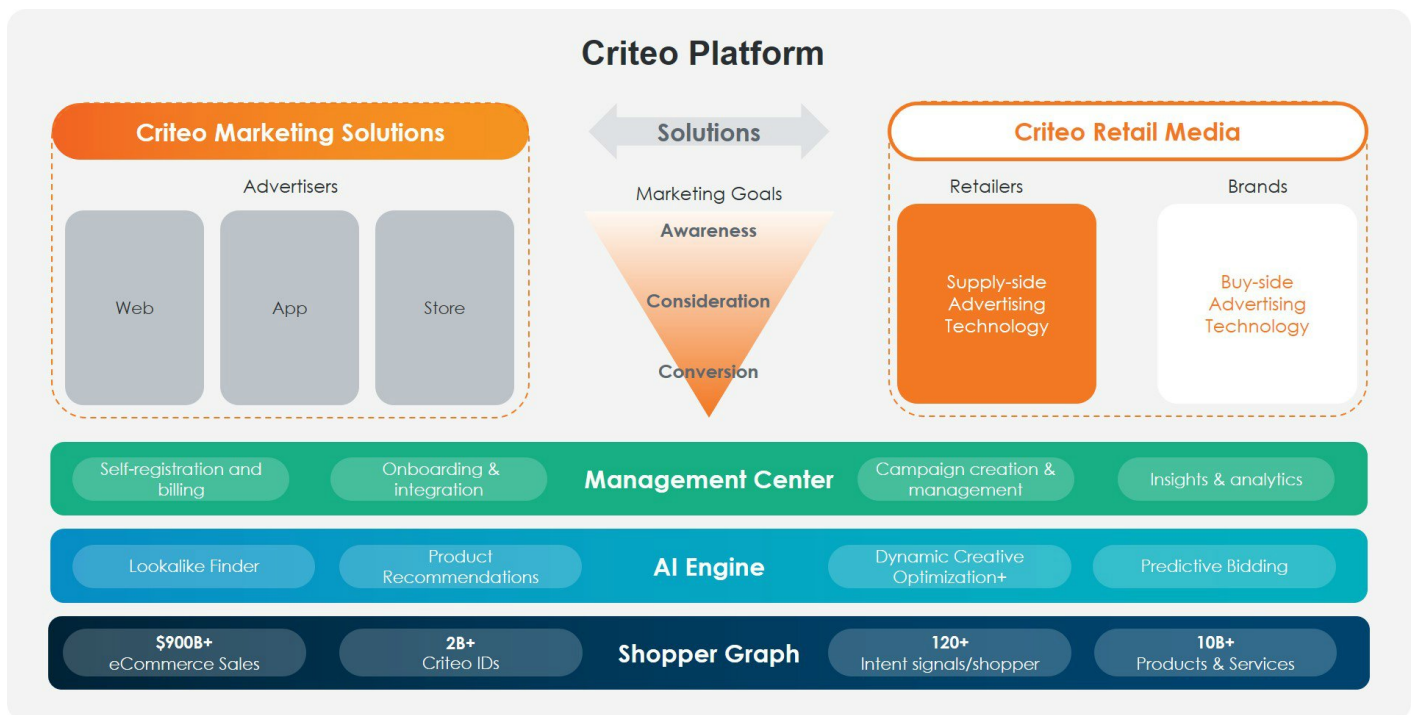 Criteo Platform
Criteo Marketing Solutions
Advertisers
Web
App
Store
Solutions
Marketing Goals
Awareness
Consideration
Conversion
Criteo Retail Media
Retailers
Brands
Supply-side
Advertising
Technology
Buy-side
Advertising
Technology
Self-registration and
billing
Onboarding &
integration
Management Center
Campaign creation &
management
Insights & analytics
Lookalike Finder
Product
Recommendations
AI Engine
Dynamic Creative
Optimization+
Predictive Bidding
$900B+
eCommerce Sales
2B+
Criteo IDs
Shopper Graph
120+
Intent signals/shopper
10B+
Products & Services